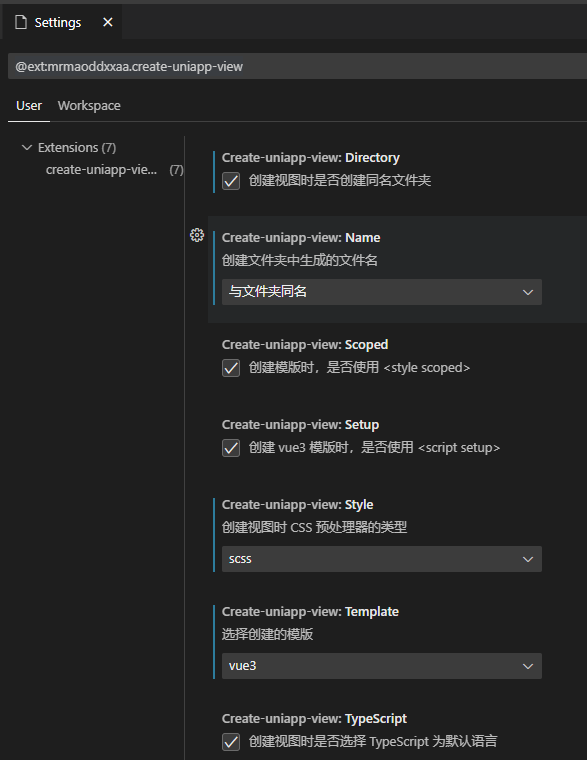 Settings
@ext:mrmaoddxxaa.create-uniapp-view
User Workspace
Extensions (7)
create-uniapp-vie... (7)
Create-uniapp-view: Directory
创建视图时是否创建同名文件夹
Create-uniapp-view: Name
创建文件夹中生成的文件名
与文件夹同名
Create-uniapp-view: Scoped
创建模版时，是否使用 <style scoped>
Create-uniapp-view: Setup
创建 vue3 模版时，是否使用 <script setup>
Create-uniapp-view: Style
创建视图时 CSS 预处理器的类型
scss
Create-uniapp-view: Template
选择创建的模版
vue3
Create-uniapp-view: TypeScript
创建视图时是否选择 TypeScript 为默认语言